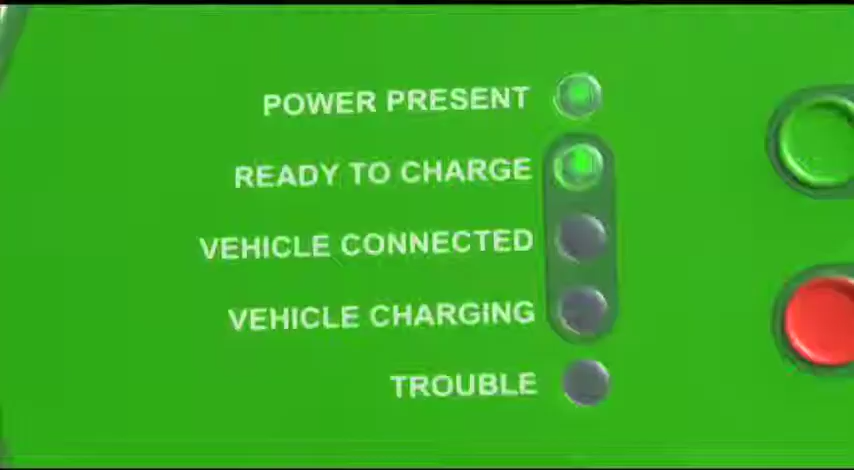 POWER PRESENT
READY TO CHARGE
VEHICLE CONNECTED
VEHICLE CHARGING
TROUBLE